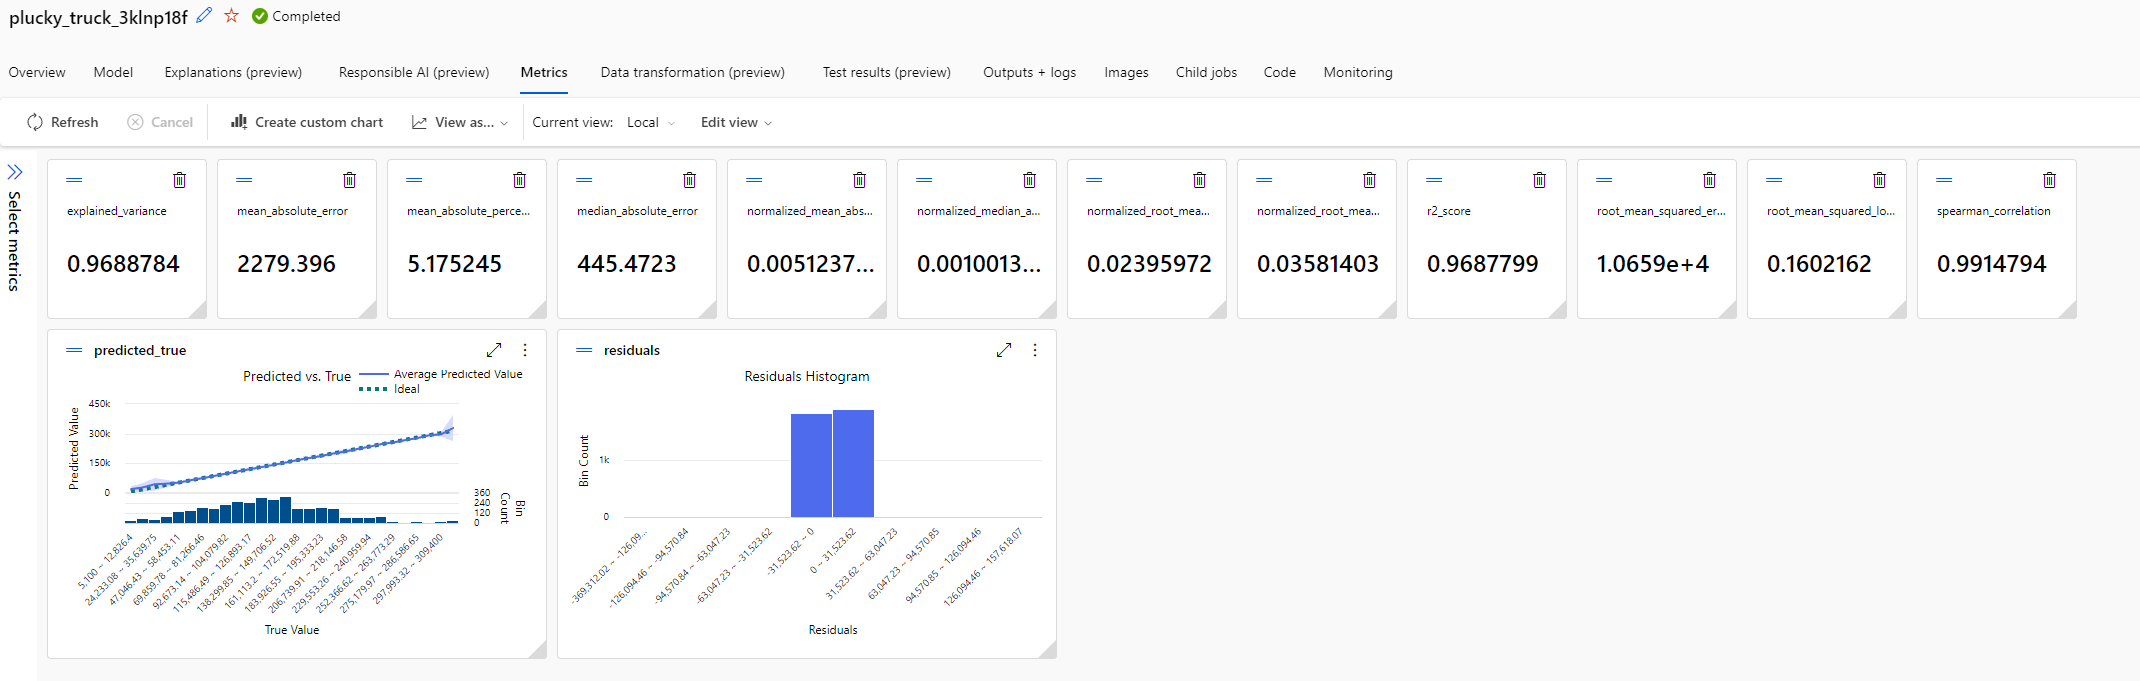 plucky_truck_3klnp18f Completed
Overview Model Explanations (preview) Responsible AI (preview) Metrics Data transformation (preview) Test results (preview) Outputs + logs Images Child jobs Code Monitoring
Refresh Cancel Create custom chart View as... Current view: Local Edit view
Select metrics
explained_variance
0.9688784
mean_absolute_error
2279.396
mean_absolute_perce...
5.175245
median_absolute_error
445.4723
normalized_mean_abs...
0.0051237...
normalized_median_a...
0.0010013...
normalized_root_mea...
0.02395972
normalized_root_mea...
0.03581403
r2_score
0.9687799
root_mean_squared_er...
1.0659e+4
root_mean_squared_lo...
0.1602162
spearman_correlation
0.9914794
predicted_true
Predicted vs. True
Average Predicted Value
Ideal
Predicted Value
450k
300k
150k
0
360
240
120
0
Bin
Count
5,100 ~ 12,826.4
24,233.08 ~ 35,639.75
47,046.43 ~ 58,453.11
69,859.78 ~ 81,266.46
92,673.14 ~ 104,079.82
115,486.49 ~ 126,893.17
138,299.85 ~ 149,706.52
161,113.2 ~ 172,519.88
183,926.55 ~ 195,333.23
206,739.91 ~ 218,146.58
229,553.26 ~ 240,959.94
252,366.62 ~ 263,773.29
275,179.97 ~ 286,586.65
297,993.32 ~ 309,400
True Value
residuals
Residuals Histogram
Bin Count
1k
0
-369,312.02 ~ -126,09...
-126,094.46 ~ -94,570.84
-94,570.84 ~ -63,047.23
-63,047.23 ~ -31,523.62
-31,523.62 ~ 0
0 ~ 31,523.62
31,523.62 ~ 63,047.23
63,047.23 ~ 94,570.85
94,570.85 ~ 126,094.46
126,094.46 ~ 157,618.07
Residuals